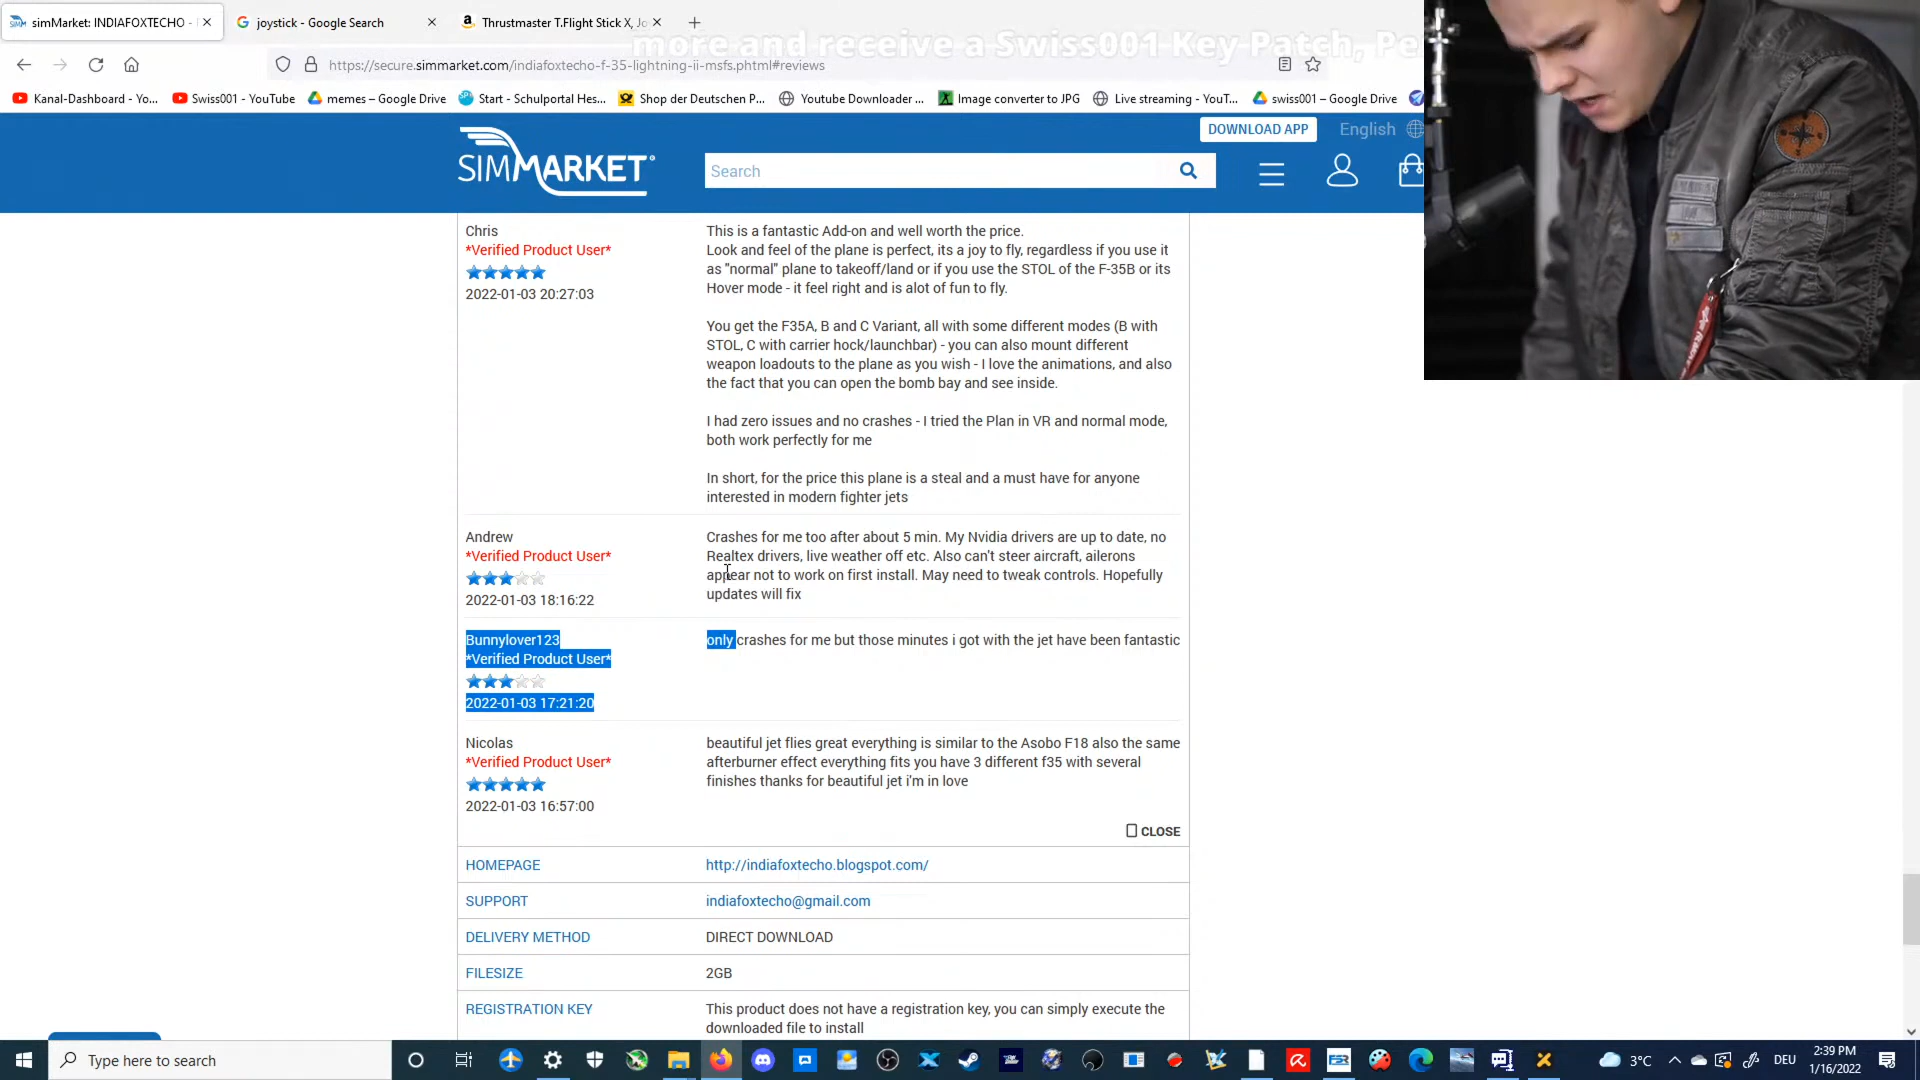 simMarket: INDIAFOXTECHO -
joystick - Google Search
Thrustmaster T.Flight Stick X, Jo
more and receive a Swiss001 Key Patch, Pe
https://secure.simmarket.com/indiafoxtecho-f-35-lightning-ii-msfs.phtml#reviews
Kanal-Dashboard - Yo...
Swiss001 - YouTube
memes – Google Drive
Start - Schulportal Hes...
Shop der Deutschen P...
Youtube Downloader ...
Image converter to JPG
Live streaming - YouT...
swiss001 – Google Drive
DOWNLOAD APP
English
SIMMARKET
Search
Chris
*Verified Product User*
2022-01-03 20:27:03
This is a fantastic Add-on and well worth the price.
Look and feel of the plane is perfect, its a joy to fly, regardless if you use it
as "normal" plane to takeoff/land or if you use the STOL of the F-35B or its
Hover mode - it feel right and is alot of fun to fly.
You get the F35A, B and C Variant, all with some different modes (B with
STOL, C with carrier hock/launchbar) - you can also mount different
weapon loadouts to the plane as you wish - I love the animations, and also
the fact that you can open the bomb bay and see inside.
I had zero issues and no crashes - I tried the Plan in VR and normal mode,
both work perfectly for me
In short, for the price this plane is a steal and a must have for anyone
interested in modern fighter jets
Andrew
*Verified Product User*
2022-01-03 18:16:22
Crashes for me too after about 5 min. My Nvidia drivers are up to date, no
Realtex drivers, live weather off etc. Also can't steer aircraft, ailerons
appear not to work on first install. May need to tweak controls. Hopefully
updates will fix
Bunnylover123
*Verified Product User*
2022-01-03 17:21:20
only crashes for me but those minutes i got with the jet have been fantastic
Nicolas
*Verified Product User*
2022-01-03 16:57:00
beautiful jet flies great everything is similar to the Asobo F18 also the same
afterburner effect everything fits you have 3 different f35 with several
finishes thanks for beautiful jet i'm in love
CLOSE
HOMEPAGE
http://indiafoxtecho.blogspot.com/
SUPPORT
indiafoxtecho@gmail.com
DELIVERY METHOD
DIRECT DOWNLOAD
FILESIZE
2GB
REGISTRATION KEY
This product does not have a registration key, you can simply execute the
downloaded file to install
Type here to search
3°C
DEU
2:39 PM
1/16/2022